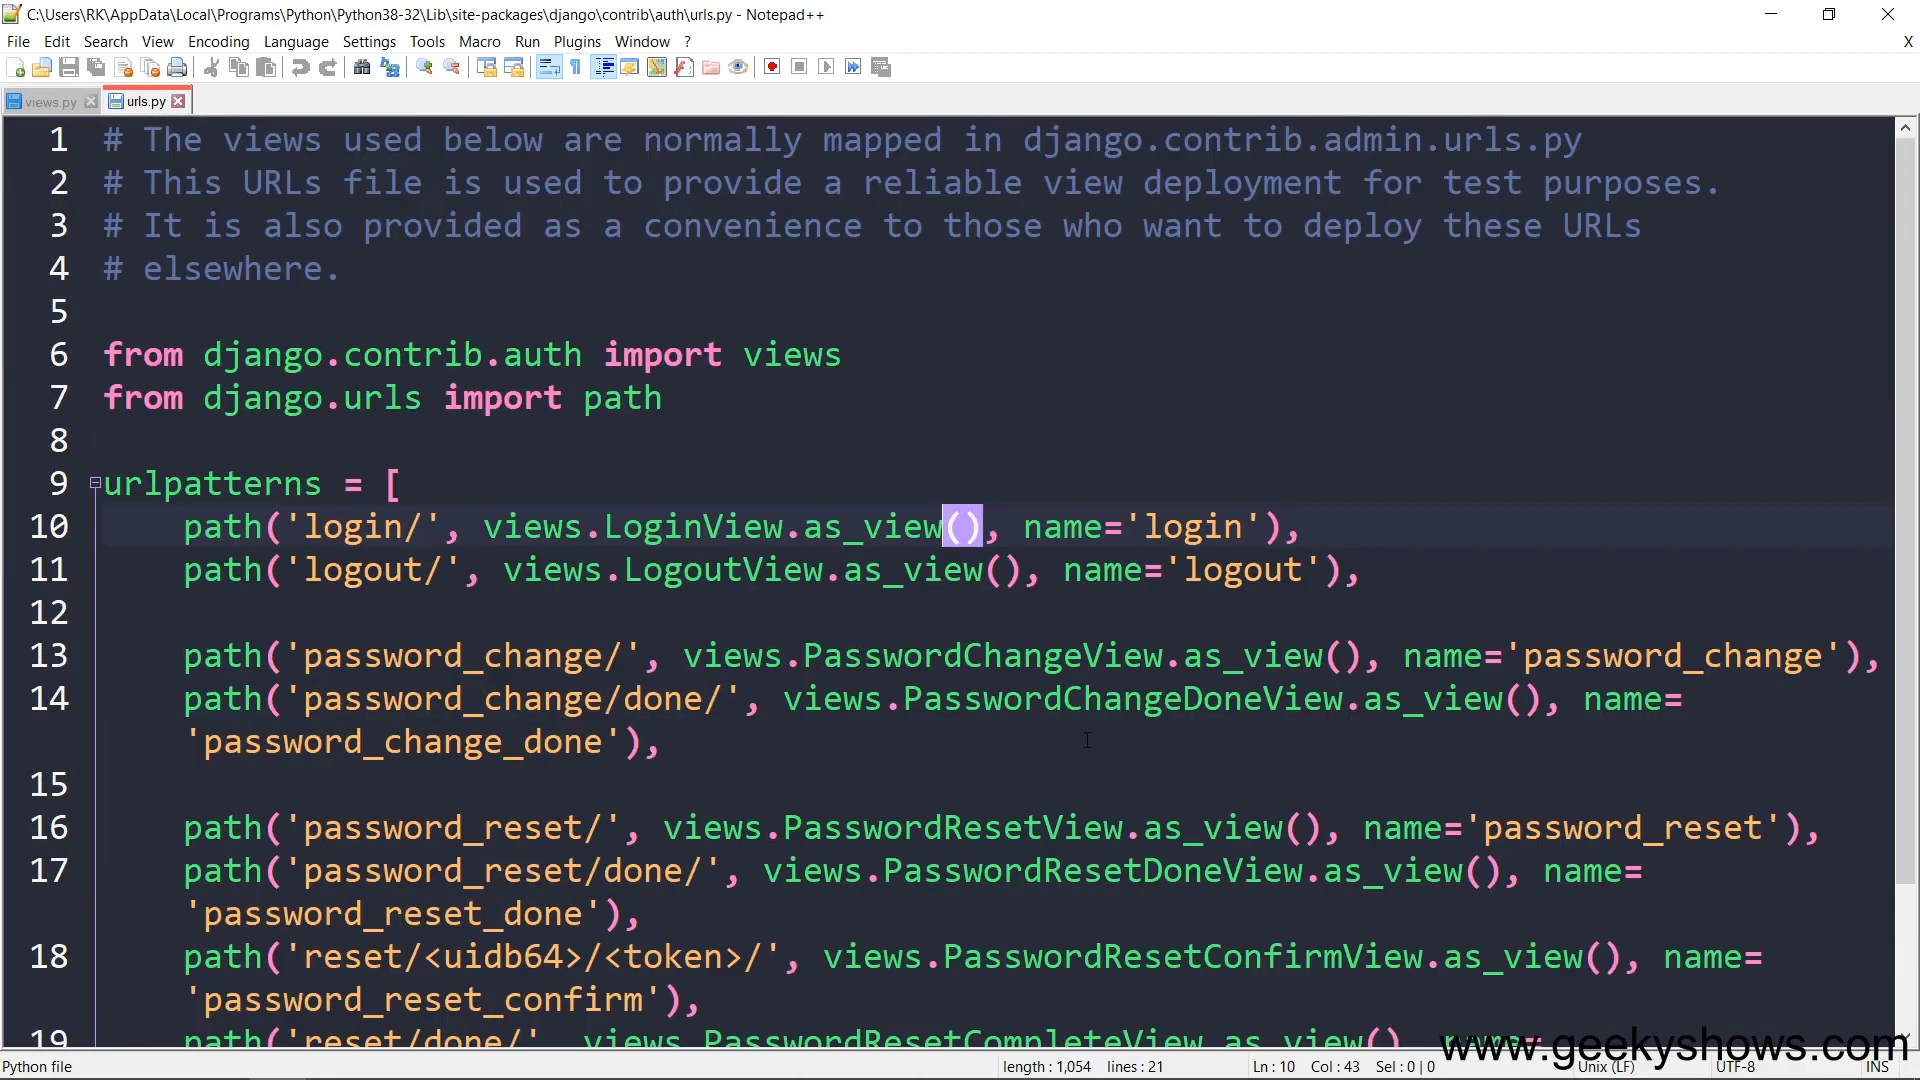 C:\Users\RK\AppData\Local\Programs\Python\Python38-32\Lib\site-packages\django\contrib\auth\urls.py - Notepad++
File Edit Search View Encoding Language Settings Tools Macro Run Plugins Window ? X
views.py urls.py
1 # The views used below are normally mapped in django.contrib.admin.urls.py
2 # This URLs file is used to provide a reliable view deployment for test purposes.
3 # It is also provided as a convenience to those who want to deploy these URLs
4 # elsewhere.
5
6 from django.contrib.auth import views
7 from django.urls import path
8
9 urlpatterns = [
10 path('login/', views.LoginView.as_view(), name='login'),
11 path('logout/', views.LogoutView.as_view(), name='logout'),
12
13 path('password_change/', views.PasswordChangeView.as_view(), name='password_change'),
14 path('password_change/done/', views.PasswordChangeDoneView.as_view(), name=
'password_change_done'),
15
16 path('password_reset/', views.PasswordResetView.as_view(), name='password_reset'),
17 path('password_reset/done/', views.PasswordResetDoneView.as_view(), name=
'password_reset_done'),
18 path('reset/<uidb64>/<token>/', views.PasswordResetConfirmView.as_view(), name=
'password_reset_confirm'),
19 path('reset/done/', views.PasswordResetCompleteView.as_view(), name=
www.geekyshows.com
Python file length : 1,054 lines : 21 Ln : 10 Col : 43 Sel : 0 | 0 Unix (LF) UTF-8 INS